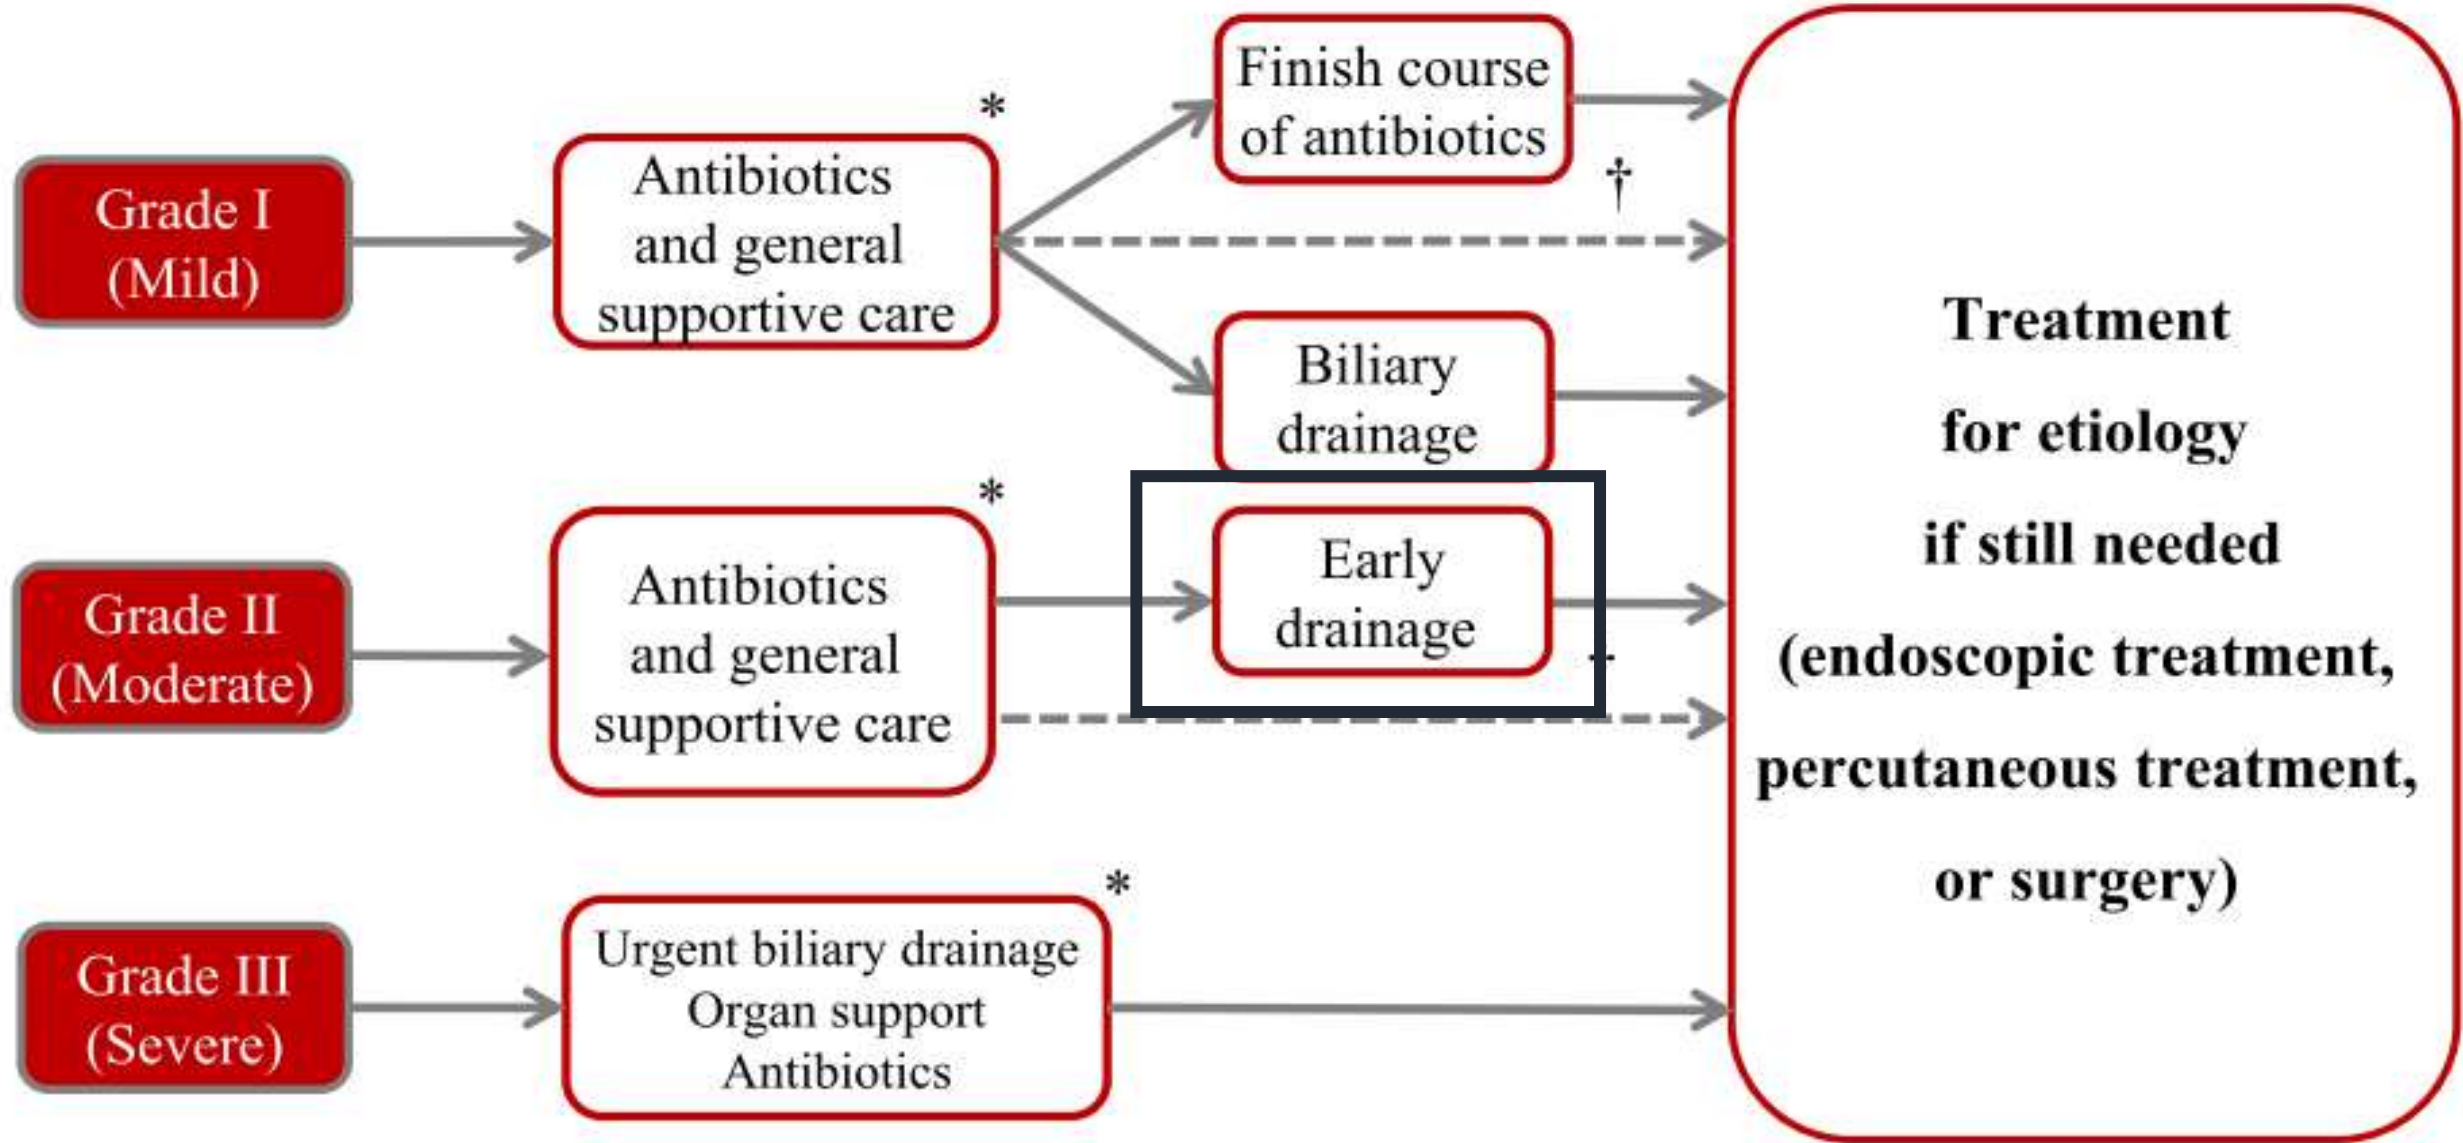 Grade I
(Mild)
*
Antibiotics
and general
supportive care
Finish course
of antibiotics
†
Biliary
drainage
Grade II
(Moderate)
*
Antibiotics
and general
supportive care
Early
drainage
Grade III
(Severe)
*
Urgent biliary drainage
Organ support
Antibiotics
Treatment
for etiology
if still needed
(endoscopic treatment,
percutaneous treatment,
or surgery)